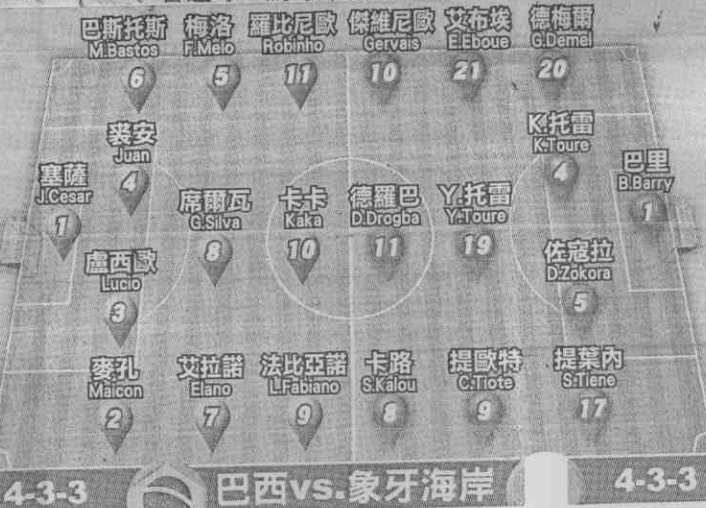 巴斯托斯 梅洛 羅比尼歐 傑維尼歐 艾布埃 德梅爾
M.Bastos F.Melo Robinho Gervais E.Eboue G.Demel
6 5 11 10 21 20
裘安 K.托雷
Juan K.Toure
4 4
塞薩 巴里
J.Cesar B.Barry
1 1
席爾瓦 卡卡 德羅巴 Y.托雷
G.Silva Kaka D.Drogba Y.Toure
8 10 11 19
盧西歐 佐寇拉
Lucio D.Zokora
3 5
麥孔 艾拉諾 法比亞諾 卡路 提歐特 提葉內
Maicon Elano L.Fabiano S.Kalou C.Tiote S.Tiene
2 7 9 8 9 17
4-3-3 巴西vs.象牙海岸 4-3-3